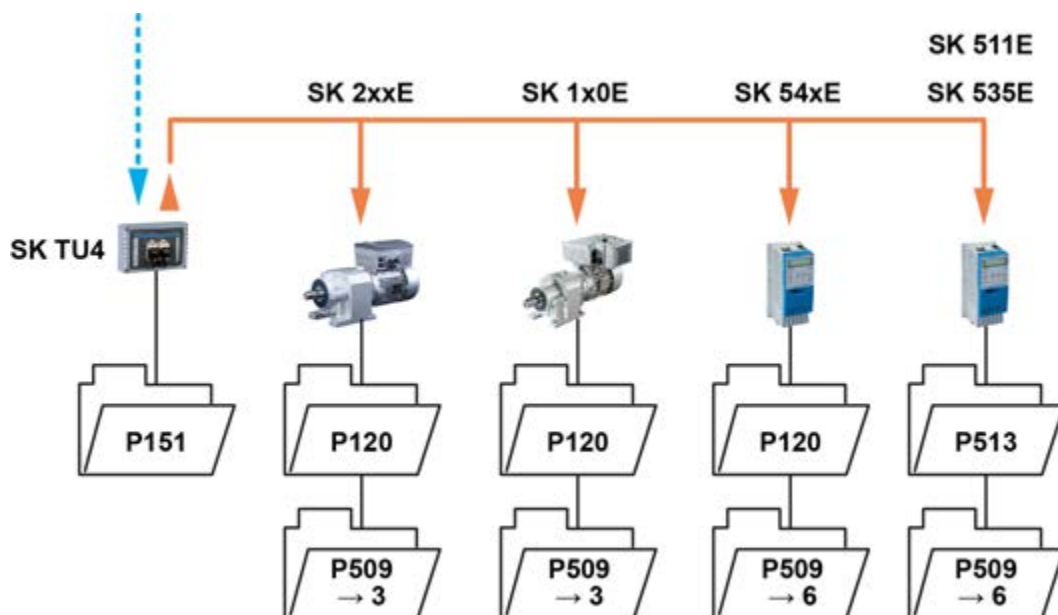 SK 511E
SK 2xxE SK 1x0E SK 54xE SK 535E
SK TU4
P151 P120 P120 P120 P513
P509 P509 P509 P509
→ 3 → 3 → 6 → 6